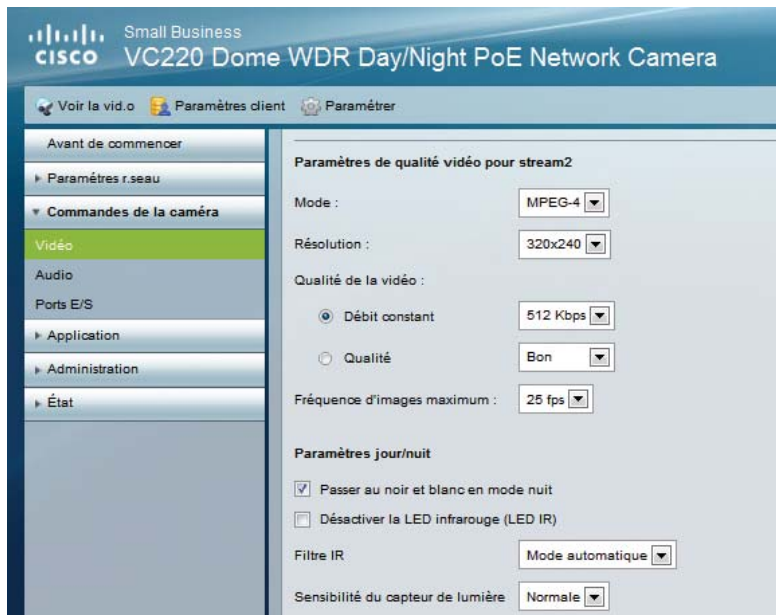 Small Business
CISCO VC220 Dome WDR Day/Night PoE Network Camera
Voir la vid.o Paramètres client Paramétrer
Avant de commencer
Paramétres r.seau
Commandes de la caméra
Vidéo
Audio
Ports E/S
Application
Administration
État
Paramètres de qualité vidéo pour stream2
Mode : MPEG-4
Résolution : 320x240
Qualité de la vidéo :
Débit constant 512 Kbps
Qualité Bon
Fréquence d'images maximum : 25 fps
Paramètres jour/nuit
Passer au noir et blanc en mode nuit
Désactiver la LED infrarouge (LED IR)
Filtre IR Mode automatique
Sensibilité du capteur de lumière Normale